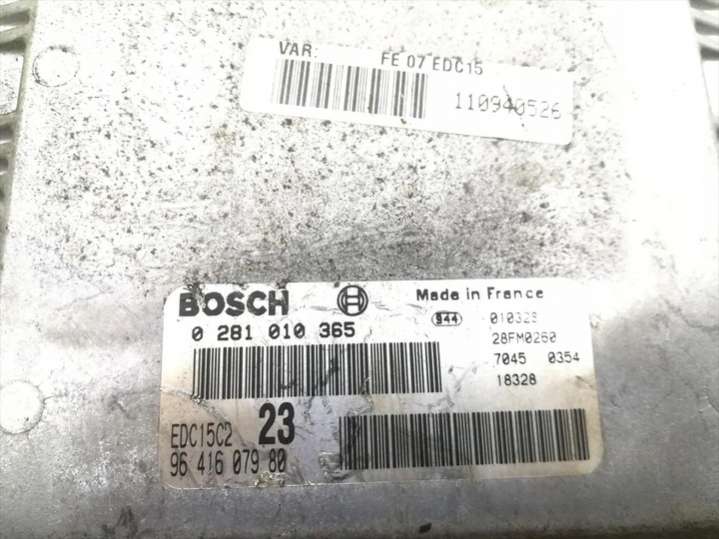 VAR: FE 07 EDC15
110940526
BOSCH Made in France
0 281 010 365
944 010329
28FM0260
7045 0354
18328
EDC15C2 23
96 416 079 80